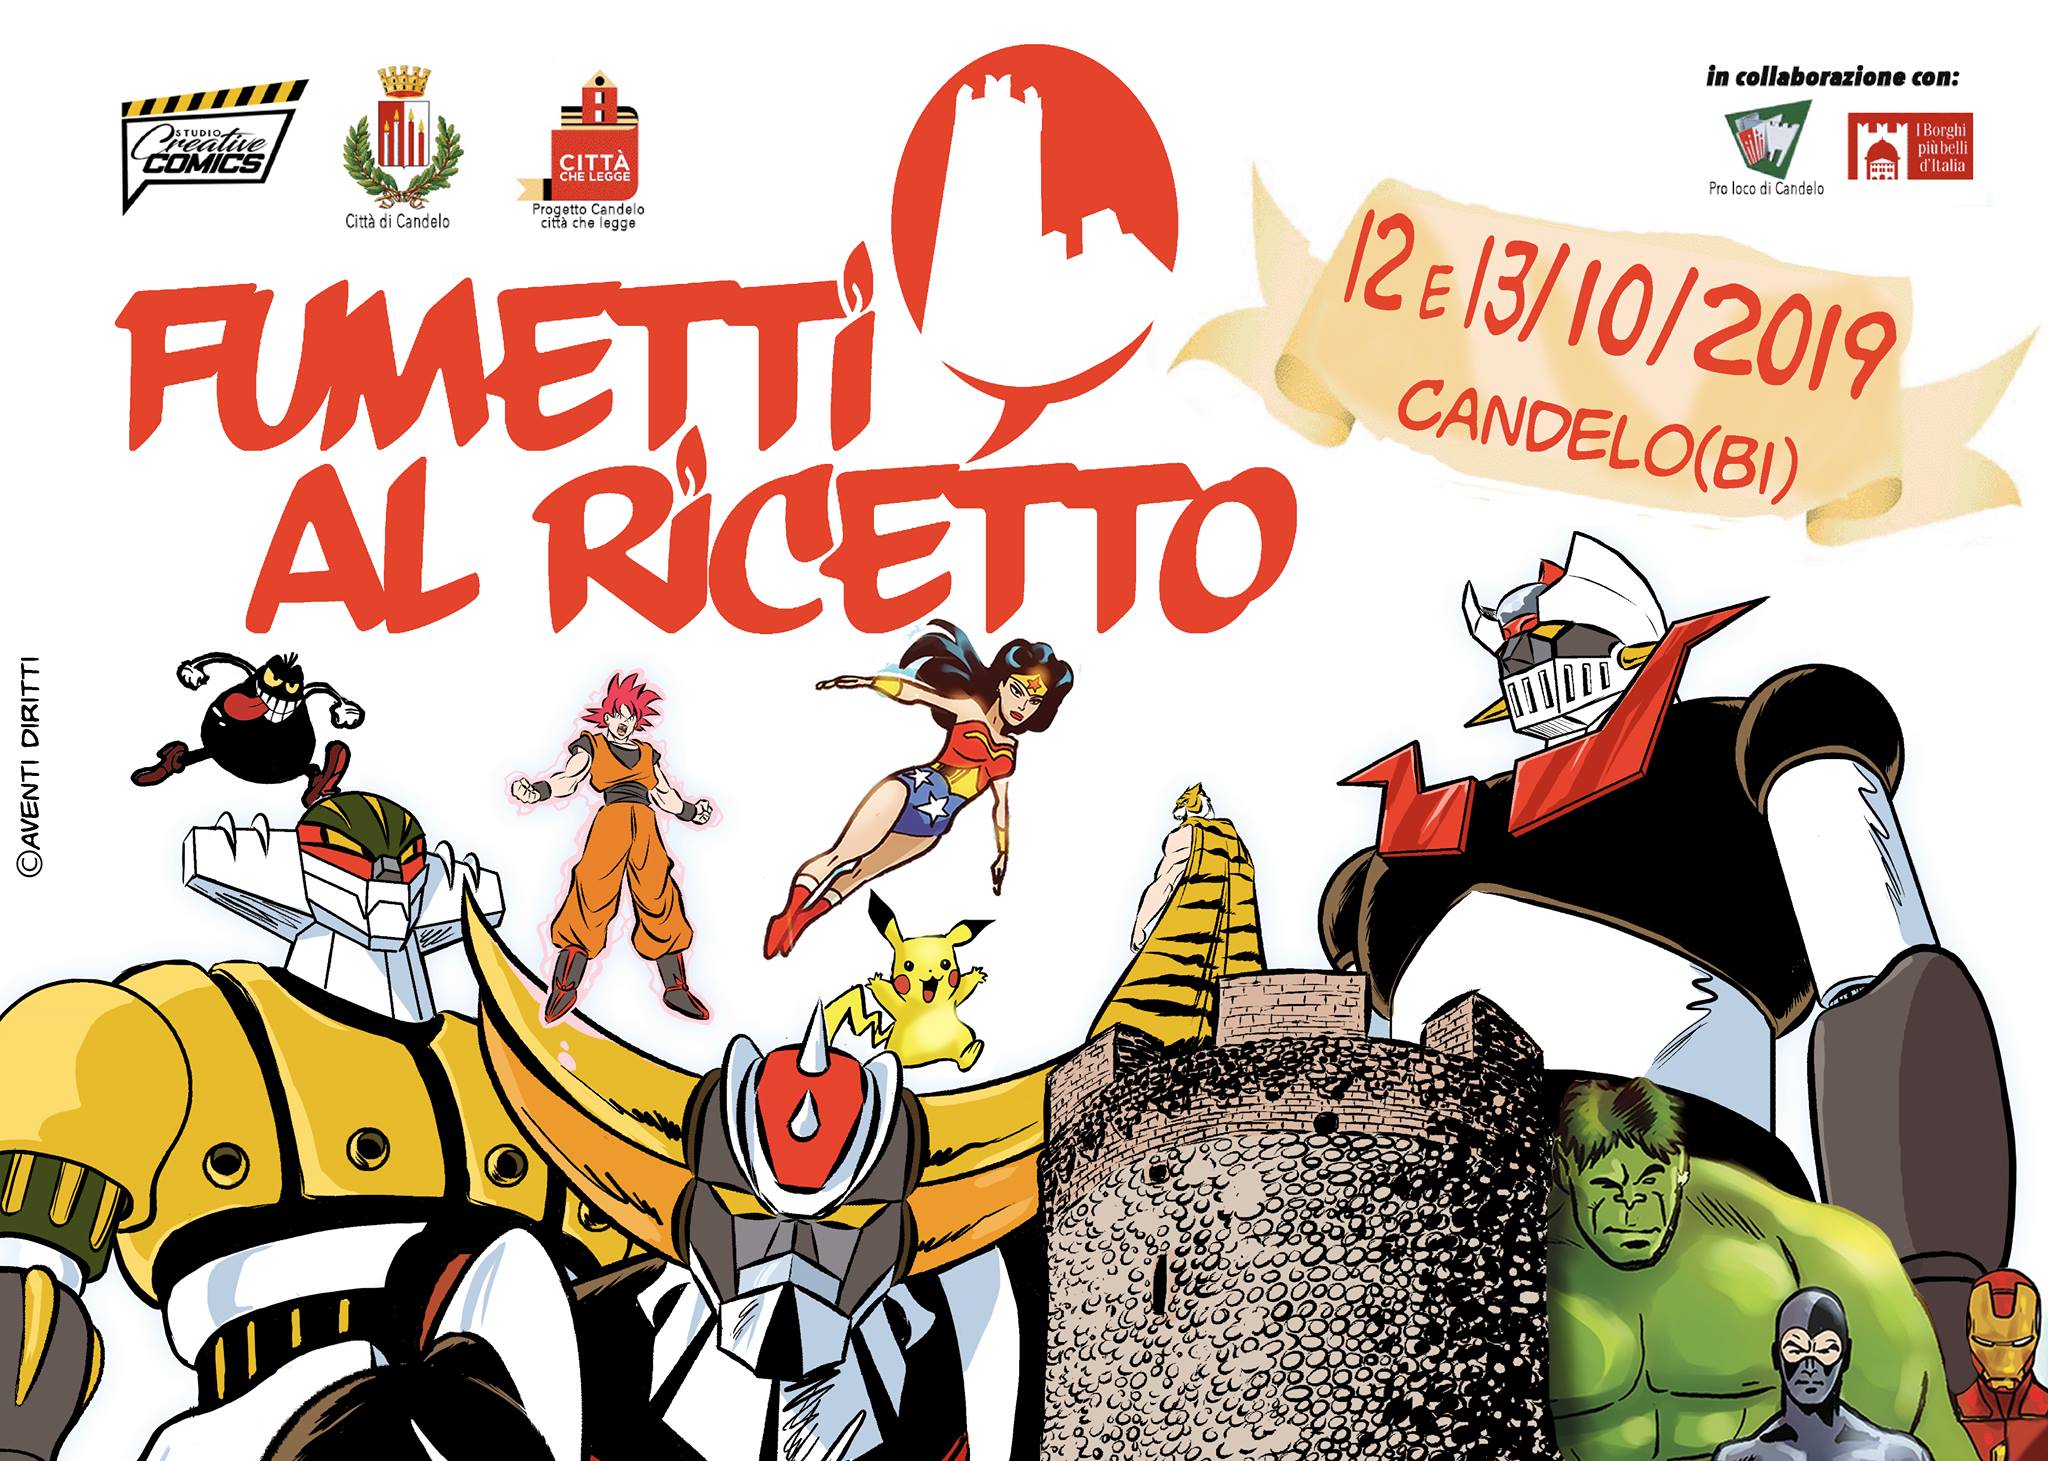 STUDIO
Creative
COMICS
Città di Candelo
CITTÀ
CHE LEGGE
Progetto Candelo
città che legge
in collaborazione con:
Pro loco di Candelo
I Borghi
più belli
d'Italia
FUMETTI
AL RICETTO
12 E 13/10/2019
CANDELO(BI)
©AVENTI DIRITTI